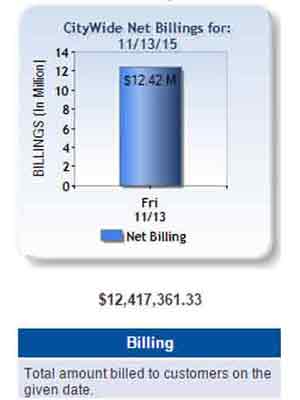 CityWide Net Billings for:
11/13/15
BILLINGS (In Million)
14
12
10
8
6
4
2
0
$12.42 M
Fri
11/13
Net Billing
$12,417,361.33
Billing
Total amount billed to customers on the
given date.